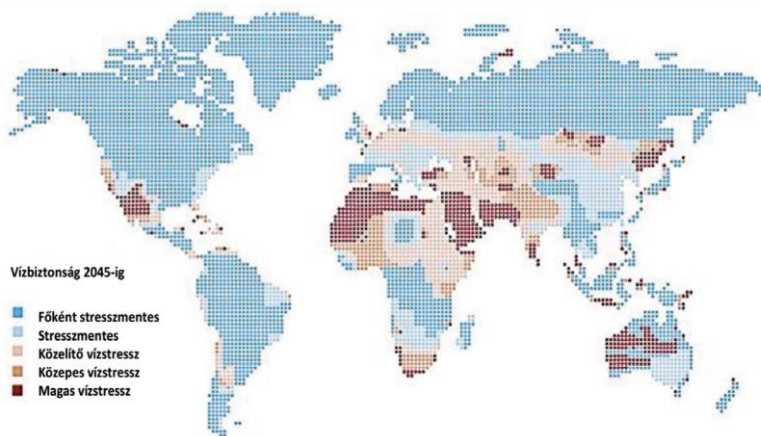 Vízbiztonság 2045-ig
Főként stresszmentes
Stresszmentes
Közelítő vízstressz
Közepes vízstressz
Magas vízstressz